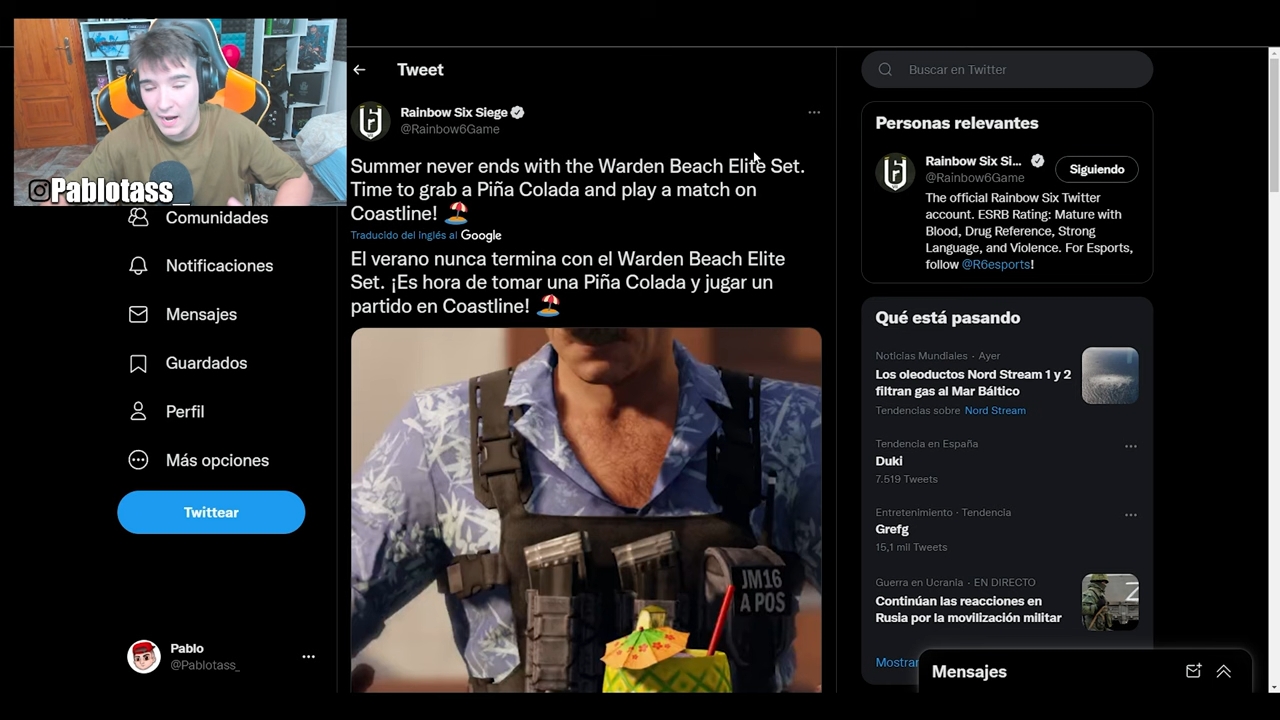 Pablotass_
Comunidades
Notificaciones
Mensajes
Guardados
Perfil
Más opciones
Twittear
Pablo
@Pablotass_
Tweet
Rainbow Six Siege
@Rainbow6Game
Summer never ends with the Warden Beach Elite Set.
Time to grab a Piña Colada and play a match on
Coastline! 🏖️
Traducido del inglés al Google
El verano nunca termina con el Warden Beach Elite
Set. ¡Es hora de tomar una Piña Colada y jugar un
partido en Coastline! 🏖️
JM16
A POS
Buscar en Twitter
Personas relevantes
Rainbow Six Si...
@Rainbow6Game
Siguiendo
The official Rainbow Six Twitter
account. ESRB Rating: Mature with
Blood, Drug Reference, Strong
Language, and Violence. For Esports,
follow @R6esports!
Qué está pasando
Noticias Mundiales · Ayer
Los oleoductos Nord Stream 1 y 2
filtran gas al Mar Báltico
Tendencias sobre Nord Stream
Tendencia en España
Duki
7.519 Tweets
Entretenimiento · Tendencia
Grefg
15,1 mil Tweets
Guerra en Ucrania · EN DIRECTO
Continúan las reacciones en
Rusia por la movilización militar
Mostrar
Mensajes